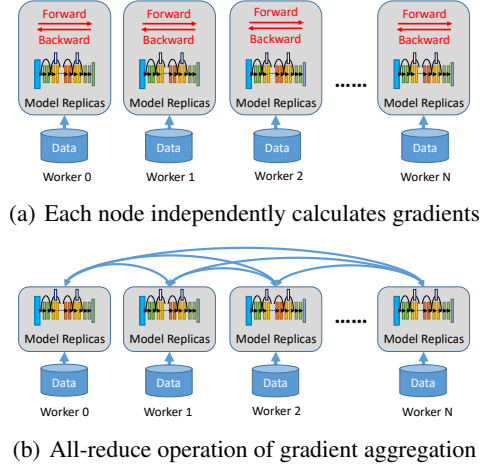 Forward Forward Forward Forward
Backward Backward Backward Backward
......
Model Replicas Model Replicas Model Replicas Model Replicas
Data Data Data Data
Worker 0 Worker 1 Worker 2 Worker N
(a) Each node independently calculates gradients
......
Model Replicas Model Replicas Model Replicas Model Replicas
Data Data Data Data
Worker 0 Worker 1 Worker 2 Worker N
(b) All-reduce operation of gradient aggregation